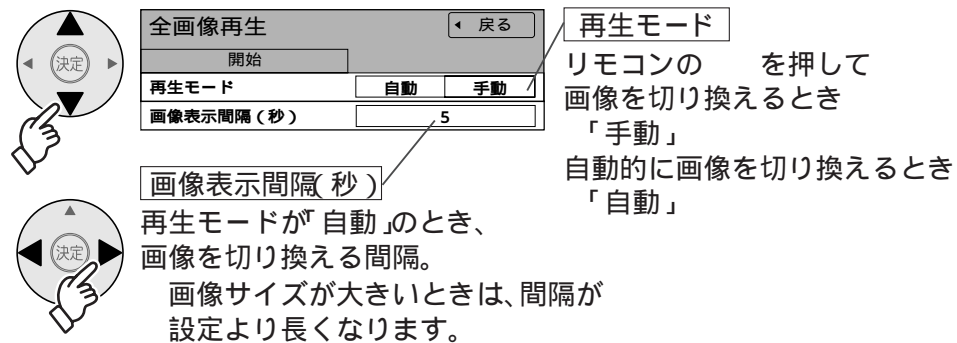 決定
全画像再生
戻る
開始
再生モード
自動
手動
画像表示間隔(秒)
5
再生モード
リモコンの　　を押して
画像を切り換えるとき
「手動」
自動的に画像を切り換えるとき
「自動」
決定
画像表示間隔(秒)
再生モードが「自動」のとき、
画像を切り換える間隔。
画像サイズが大きいときは、間隔が
設定より長くなります。